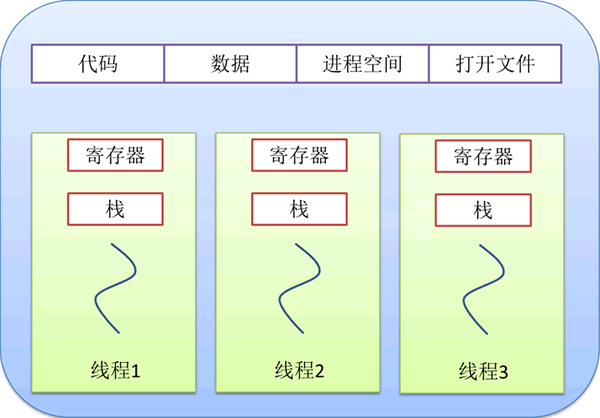 代码 数据 进程空间 打开文件
寄存器 寄存器 寄存器
栈 栈 栈
线程1 线程2 线程3